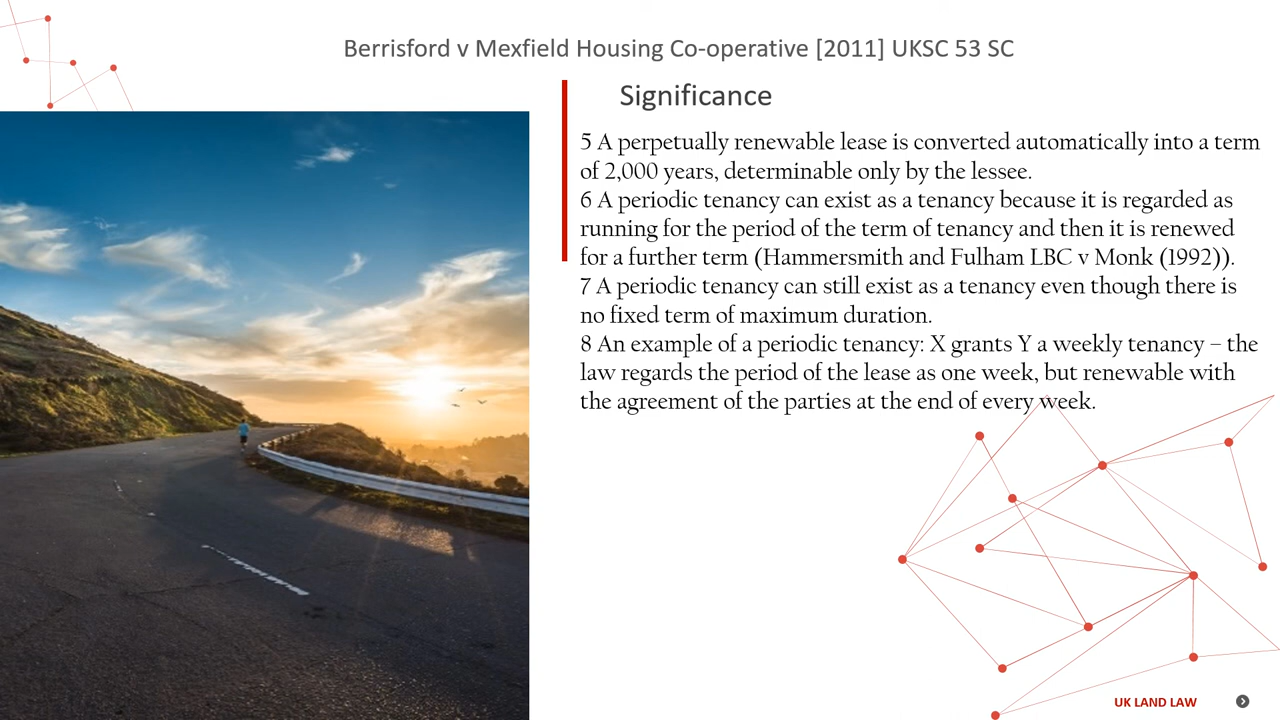 Berrisford v Mexfield Housing Co-operative [2011] UKSC 53 SC
Significance
5 A perpetually renewable lease is converted automatically into a term
of 2,000 years, determinable only by the lessee.
6 A periodic tenancy can exist as a tenancy because it is regarded as
running for the period of the term of tenancy and then it is renewed
for a further term (Hammersmith and Fulham LBC v Monk (1992)).
7 A periodic tenancy can still exist as a tenancy even though there is
no fixed term of maximum duration.
8 An example of a periodic tenancy: X grants Y a weekly tenancy – the
law regards the period of the lease as one week, but renewable with
the agreement of the parties at the end of every week.
UK LAND LAW